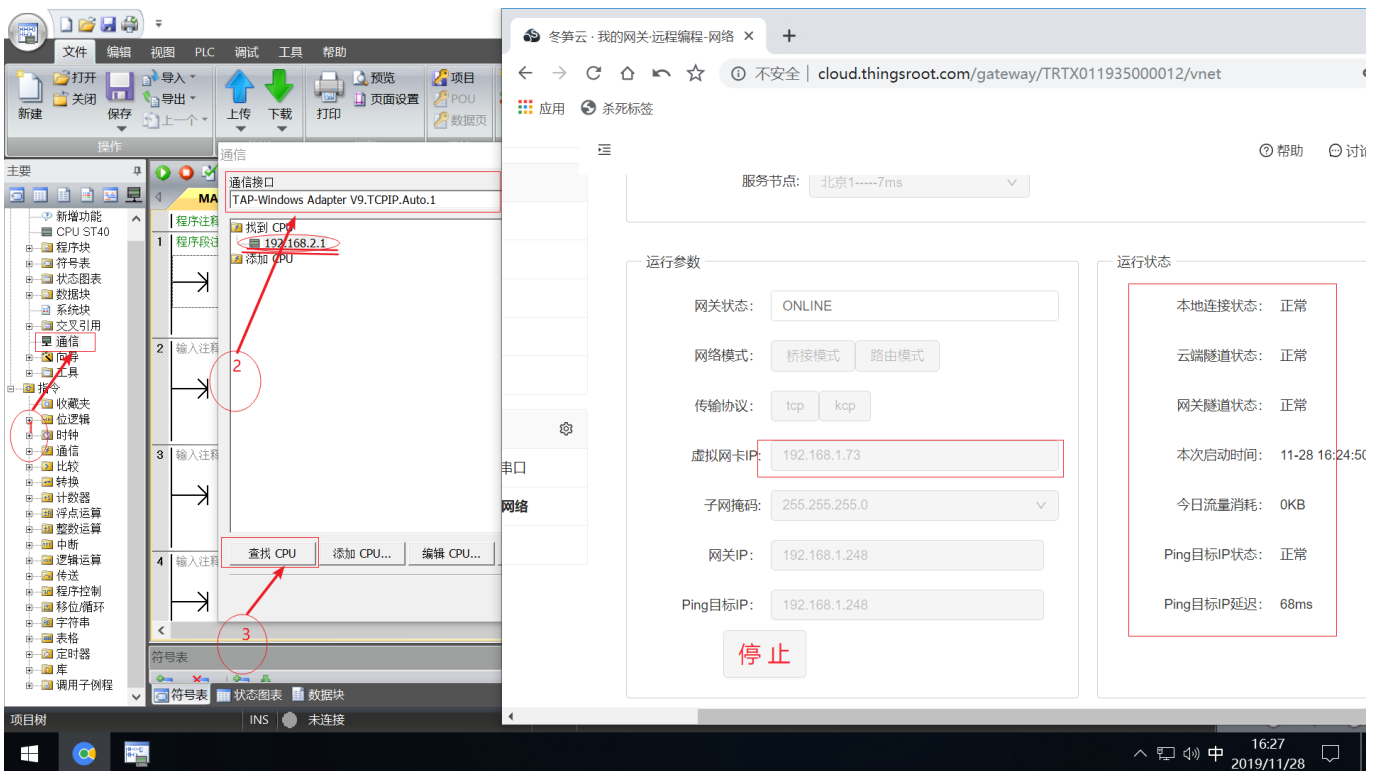 文件 编辑 视图 PLC 调试 工具 帮助
新建
打开
关闭
保存
导入
导出
上一个
上传
下载
打印
预览
页面设置
项目
POU
数据页
操作
主要
新增功能
CPU ST40
程序块
符号表
状态图表
数据块
系统块
交叉引用
通信
向导
工具
指令
收藏夹
位逻辑
时钟
通信
比较
转换
计数器
浮点运算
整数运算
中断
逻辑运算
传送
程序控制
移位/循环
字符串
表格
定时器
库
调用子例程
1
MA
程序注释
1 程序段注
2 输入注释
3 输入注释
4 输入注释
通信
通信接口
TAP-Windows Adapter V9.TCPIP.Auto.1
找到 CPU
192.168.2.1
添加 CPU
2
查找 CPU 添加 CPU... 编辑 CPU...
3
符号表
符号表 状态图表 数据块
项目树 INS 未连接
冬笋云 · 我的网关·远程编程-网络
不安全 | cloud.thingsroot.com/gateway/TRTX011935000012/vnet
应用 杀死标签
帮助 讨论
串口
网络
服务节点: 北京1-----7ms
运行参数
网关状态: ONLINE
网络模式: 桥接模式 路由模式
传输协议: tcp kcp
虚拟网卡IP: 192.168.1.73
子网掩码: 255.255.255.0
网关IP: 192.168.1.248
Ping目标IP: 192.168.1.248
停 止
运行状态
本地连接状态: 正常
云端隧道状态: 正常
网关隧道状态: 正常
本次启动时间: 11-28 16:24:50
今日流量消耗: 0KB
Ping目标IP状态: 正常
Ping目标IP延迟: 68ms
中
16:27
2019/11/28